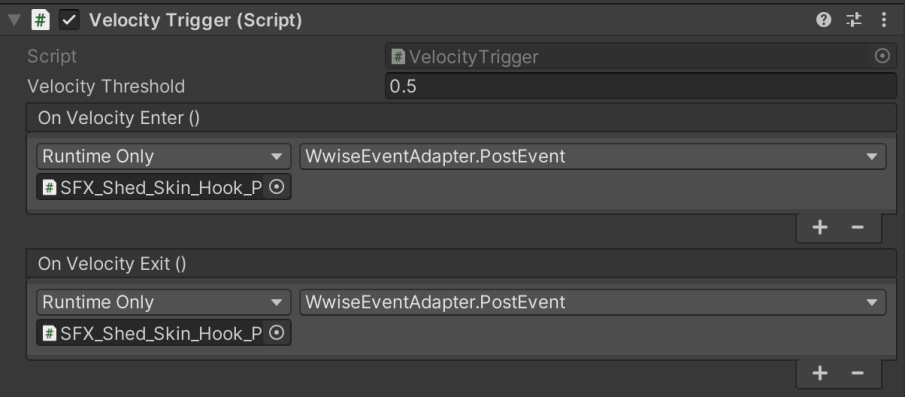 Velocity Trigger (Script)
Script
VelocityTrigger
Velocity Threshold
0.5
On Velocity Enter ()
Runtime Only
WwiseEventAdapter.PostEvent
SFX_Shed_Skin_Hook_P
On Velocity Exit ()
Runtime Only
WwiseEventAdapter.PostEvent
SFX_Shed_Skin_Hook_P